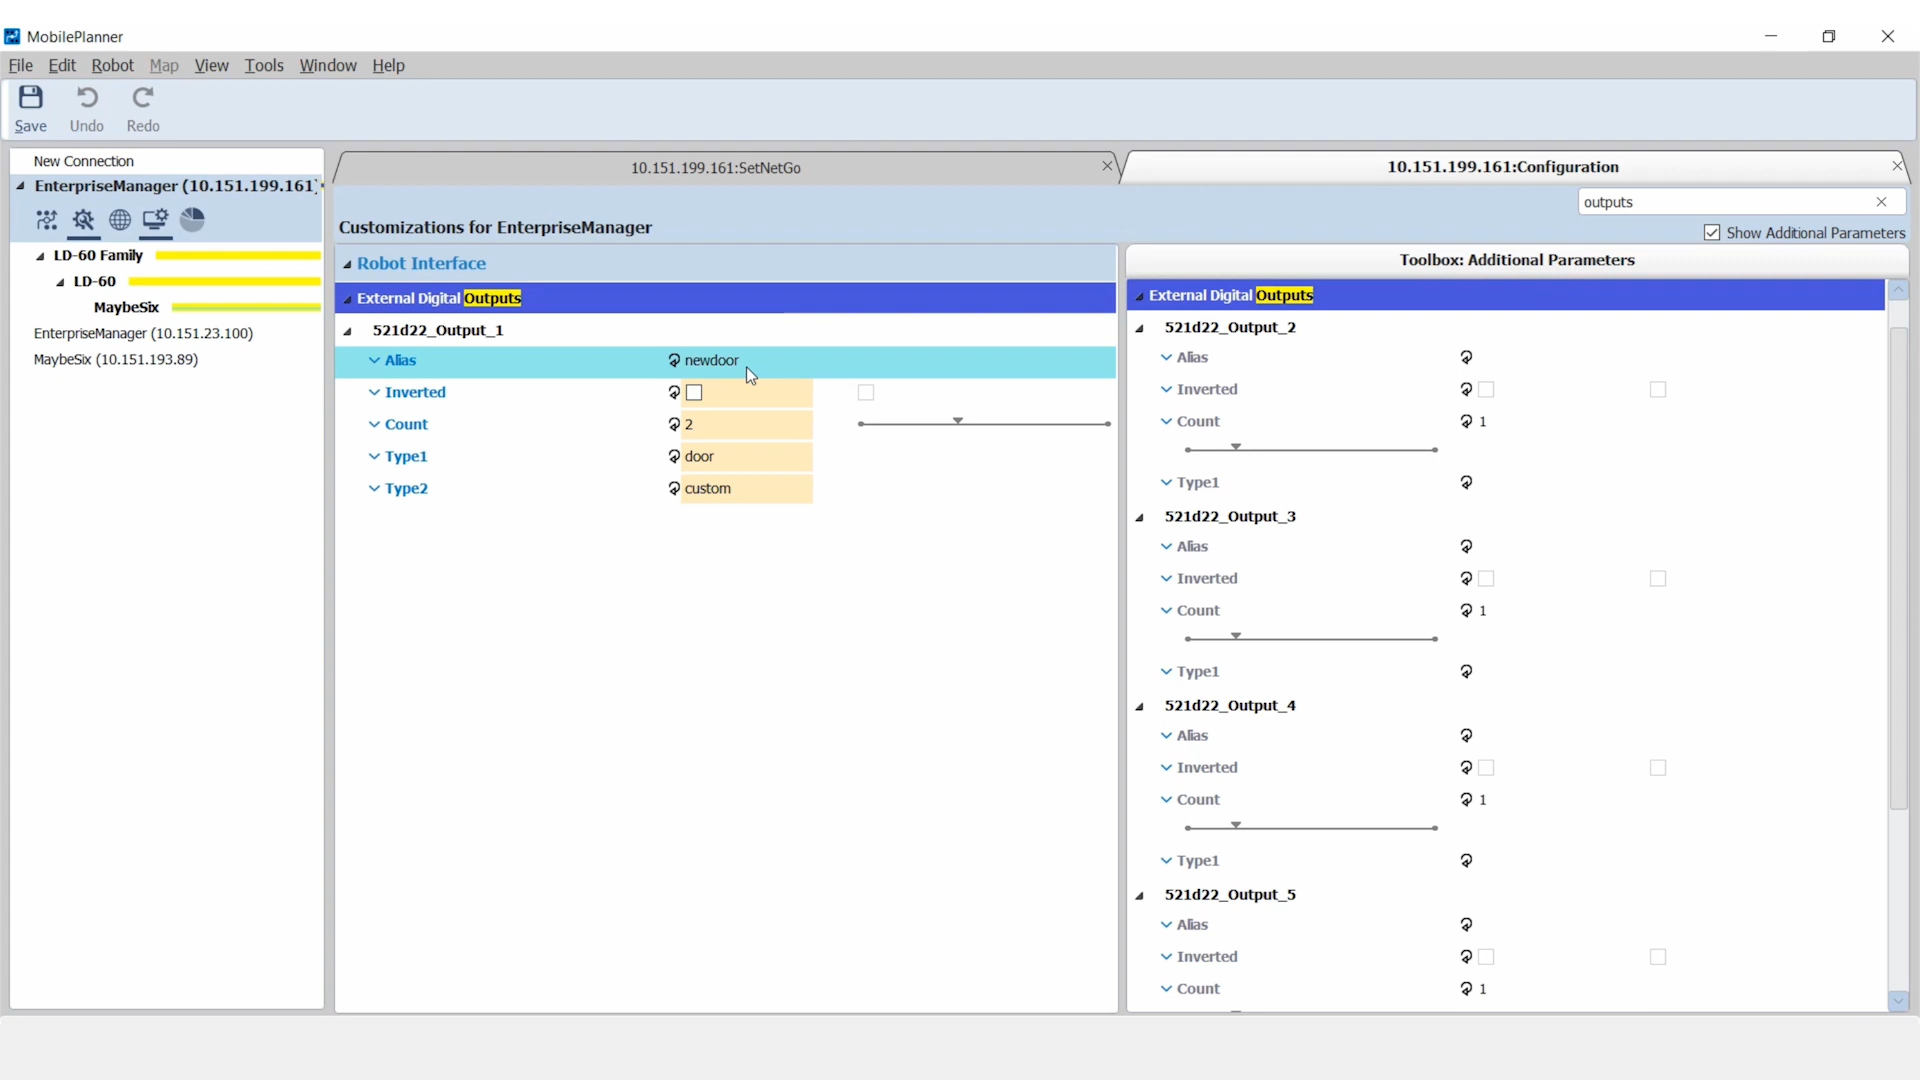 MobilePlanner
File Edit Robot Map View Tools Window Help
Save Undo Redo
New Connection
EnterpriseManager (10.151.199.161)
LD-60 Family
LD-60
MaybeSix
EnterpriseManager (10.151.23.100)
MaybeSix (10.151.193.89)
10.151.199.161:SetNetGo
10.151.199.161:Configuration
outputs
Customizations for EnterpriseManager
Show Additional Parameters
Robot Interface
External Digital Outputs
521d22_Output_1
Alias newdoor
Inverted
Count 2
Type1 door
Type2 custom
Toolbox: Additional Parameters
External Digital Outputs
521d22_Output_2
Alias
Inverted
Count 1
Type1
521d22_Output_3
Alias
Inverted
Count 1
Type1
521d22_Output_4
Alias
Inverted
Count 1
Type1
521d22_Output_5
Alias
Inverted
Count 1